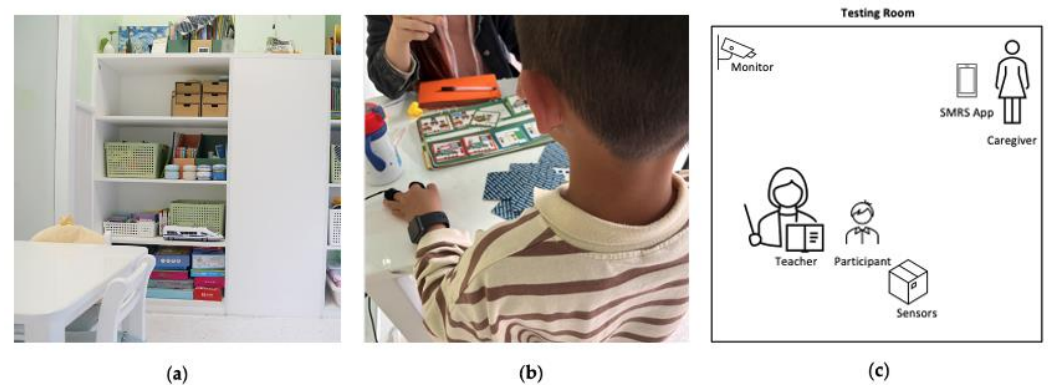 Testing Room
Monitor
SMRS App
Caregiver
Teacher
Participant
Sensors
(a)
(b)
(c)